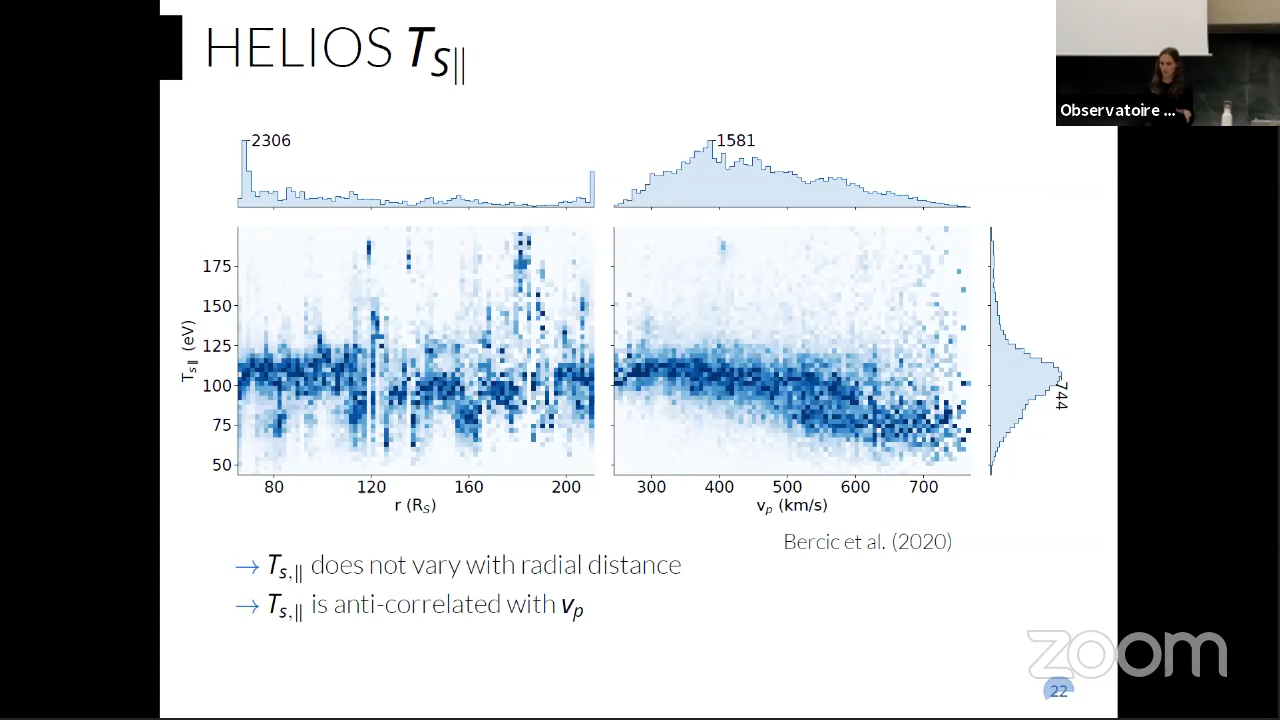 HELIOS Ts||
Observatoire ...
2306
1581
175
150
125
100
75
50
Ts|| (eV)
744
80 120 160 200
300 400 500 600 700
r (Rs)
vp (km/s)
Bercic et al. (2020)
→ Ts,|| does not vary with radial distance
→ Ts,|| is anti-correlated with vp
zoom
22